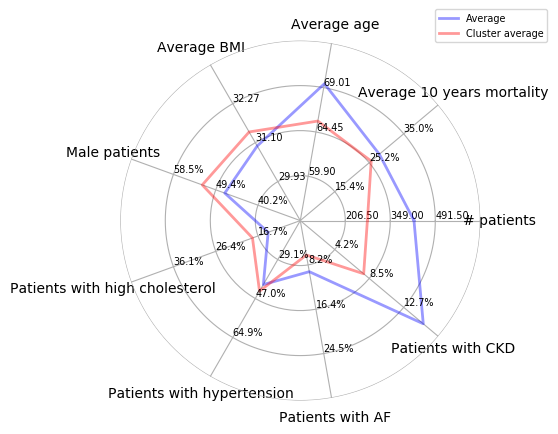 Average age
Average
Cluster average
Average BMI
69.01
Average 10 years mortality
32.27
64.45
35.0%
31.10
Male patients
25.2%
58.5%
59.90
29.93
15.4%
49.4%
40.2%
206.50
349.00
491.50
# patients
16.7%
4.2%
26.4%
29.1%
8.2%
36.1%
8.5%
Patients with high cholesterol
47.0%
12.7%
16.4%
64.9%
24.5%
Patients with CKD
Patients with hypertension
Patients with AF